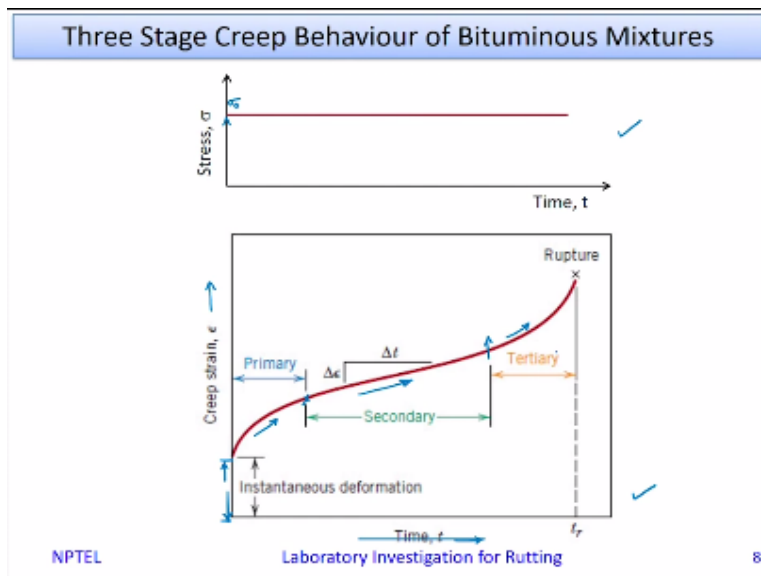 Three Stage Creep Behaviour of Bituminous Mixtures
Stress, σ
Time, t
Rupture
×
Creep strain, ϵ
Primary
Δϵ
Δt
Tertiary
Secondary
Instantaneous deformation
Time, t
tr
NPTEL
Laboratory Investigation for Rutting
8